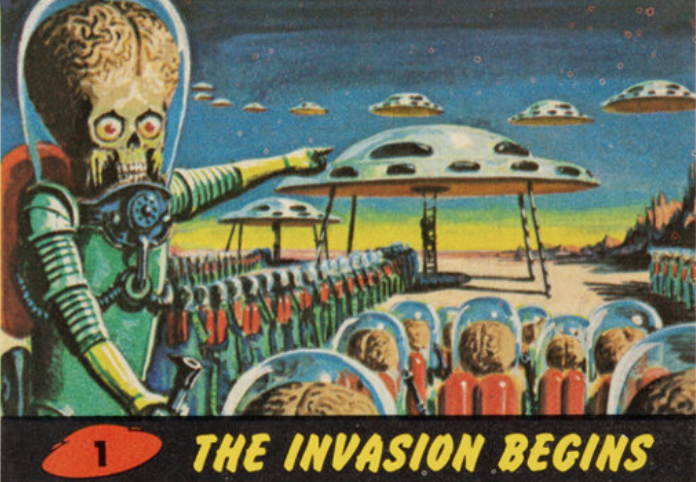 1 THE INVASION BEGINS